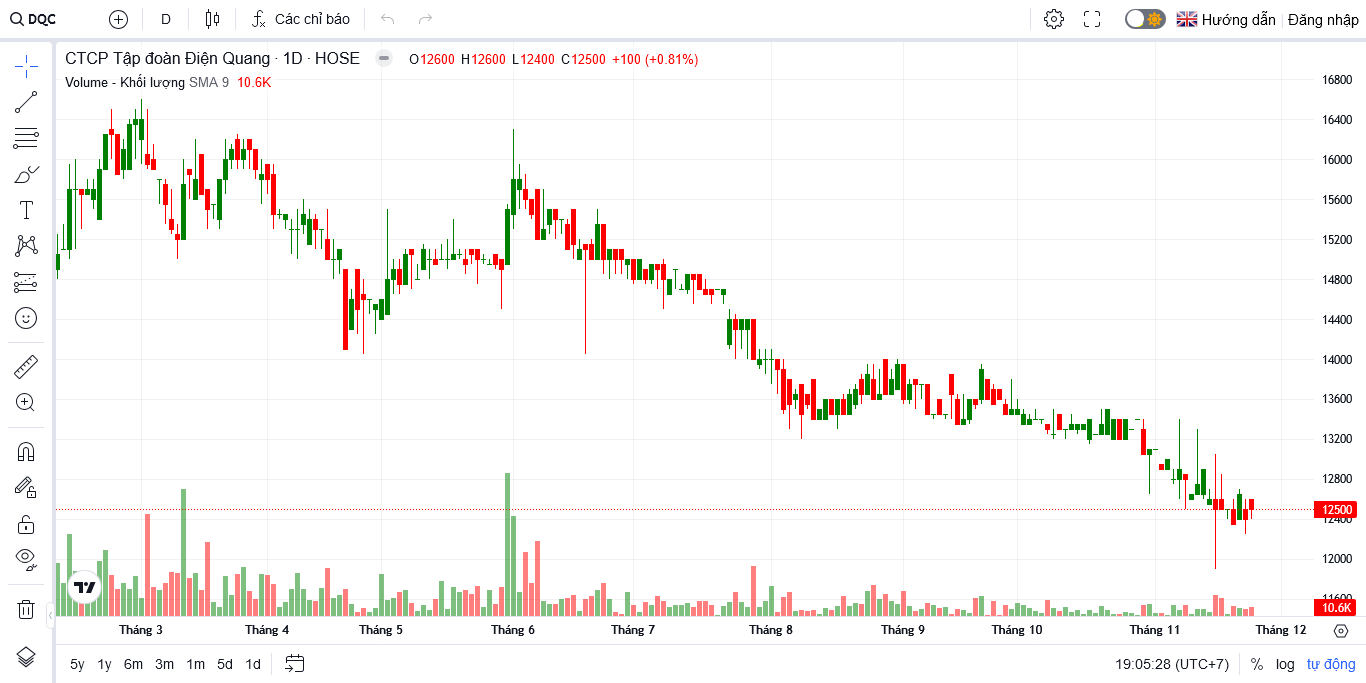 DQC D Các chỉ báo Hướng dẫn Đăng nhập
CTCP Tập đoàn Điện Quang · 1D · HOSE O12600 H12600 L12400 C12500 +100 (+0.81%)
Volume - Khối lượng SMA 9 10.6K
16800
16400
16000
15600
15200
14800
14400
14000
13600
13200
12800
12500
12400
12000
11600
10.6K
Tháng 3 Tháng 4 Tháng 5 Tháng 6 Tháng 7 Tháng 8 Tháng 9 Tháng 10 Tháng 11 Tháng 12
5y 1y 6m 3m 1m 5d 1d 19:05:28 (UTC+7) % log tự động